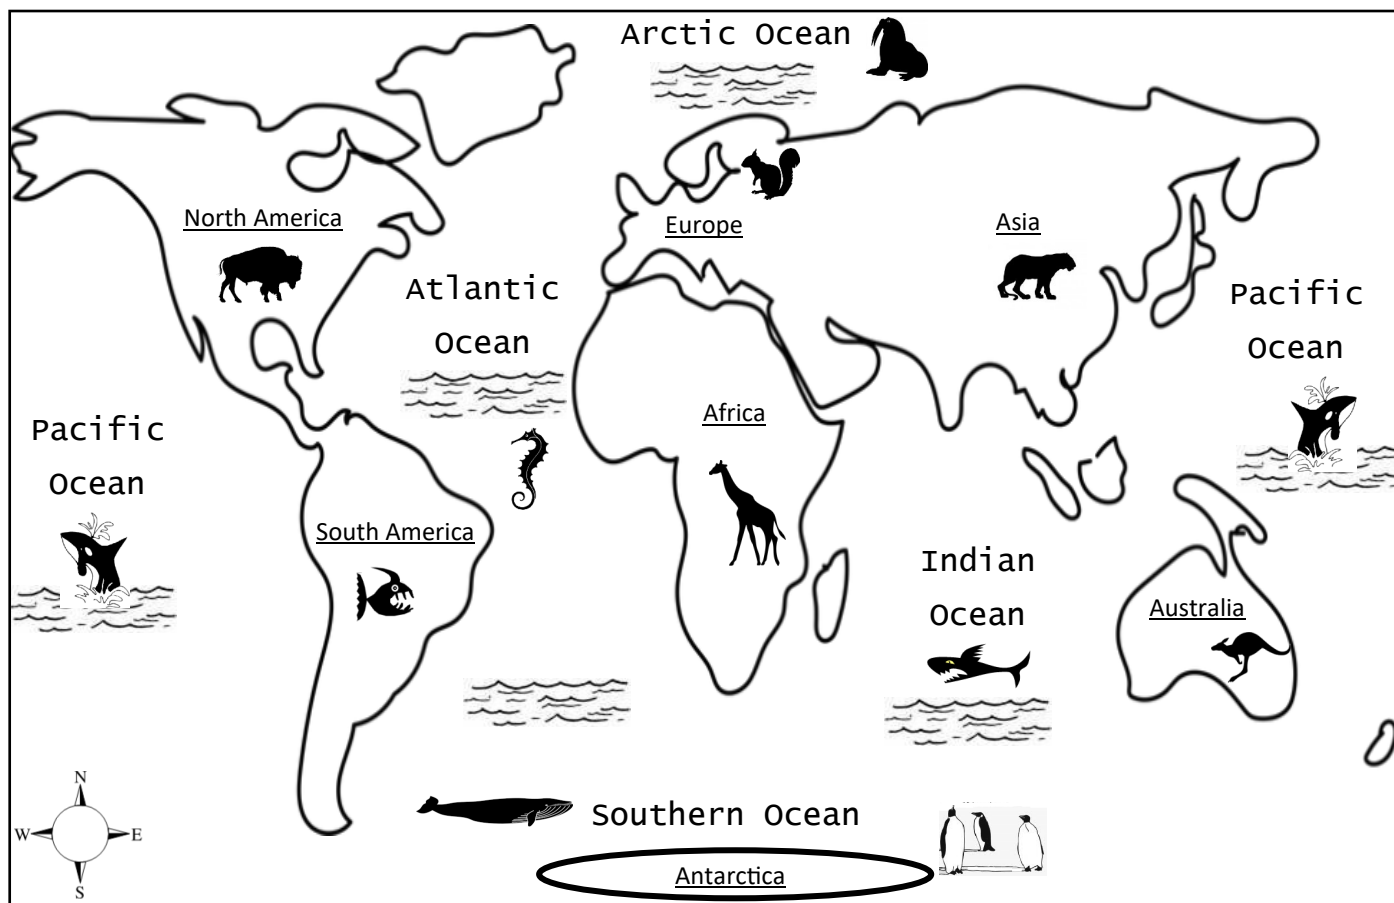 Arctic Ocean
North America
Europe
Asia
Atlantic
Ocean
Pacific
Ocean
Africa
Pacific
Ocean
South America
Indian
Ocean
Australia
Southern Ocean
Antarctica
N
W
E
S